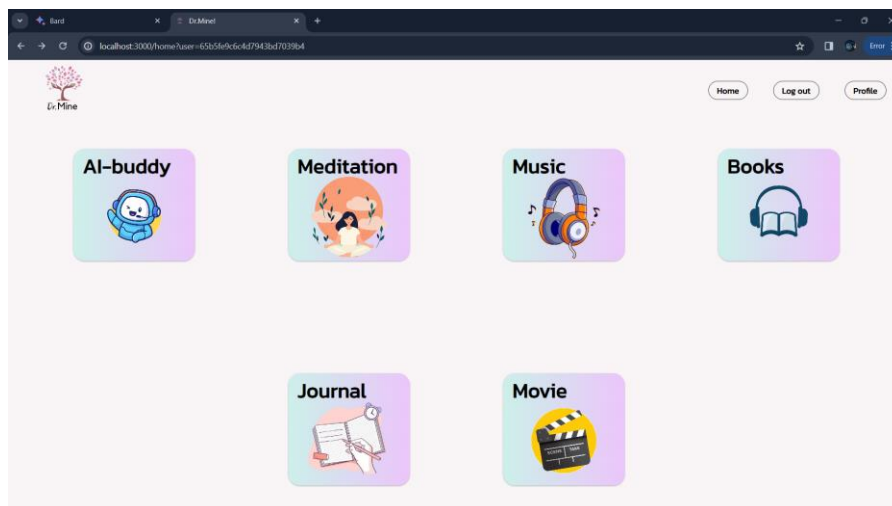 Bard
Dr.Mine!
localhost:3000/home?user=65b5fe9c6c4d7943bd7039b4
Error
Dr.Mine
Home
Log out
Profile
AI-buddy
Meditation
Music
Books
Journal
Movie